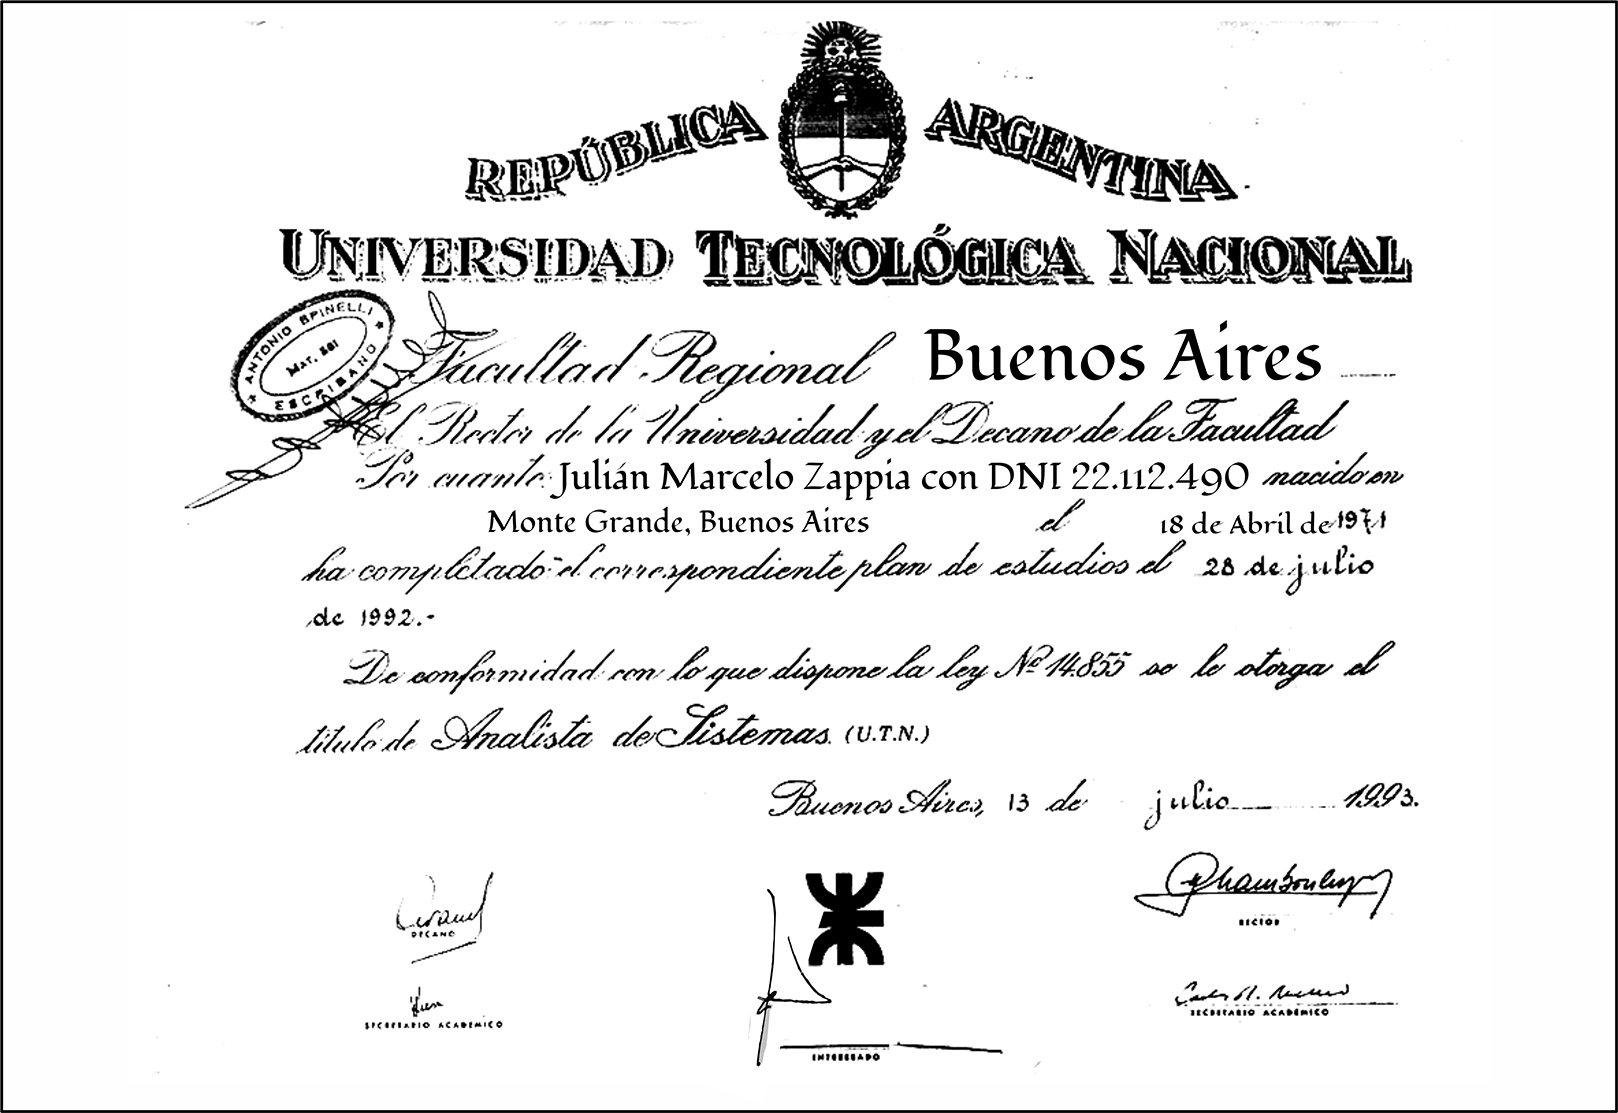 REPÚBLICA ARGENTINA
UNIVERSIDAD TECNOLÓGICA NACIONAL
ANTONIO SPINELLI
MAT. 591
ESCRIBANO
Facultad Regional Buenos Aires
El Rector de la Universidad y el Decano de la Facultad
Por cuanto: Julián Marcelo Zappia con DNI 22.112.490 nacido en
Monte Grande, Buenos Aires el 18 de Abril de 1971
ha completado el correspondiente plan de estudios el 28 de julio
de 1992.-
De conformidad con lo que dispone la ley Nº 14.855 se le otorga el
título de Analista de Sistemas. (U.T.N.)
Buenos Aires, 13 de julio 1993.
DECANO
RECTOR
SECRETARIO ACADEMICO
SECRETARIO ACADÉMICO
INTERESADO